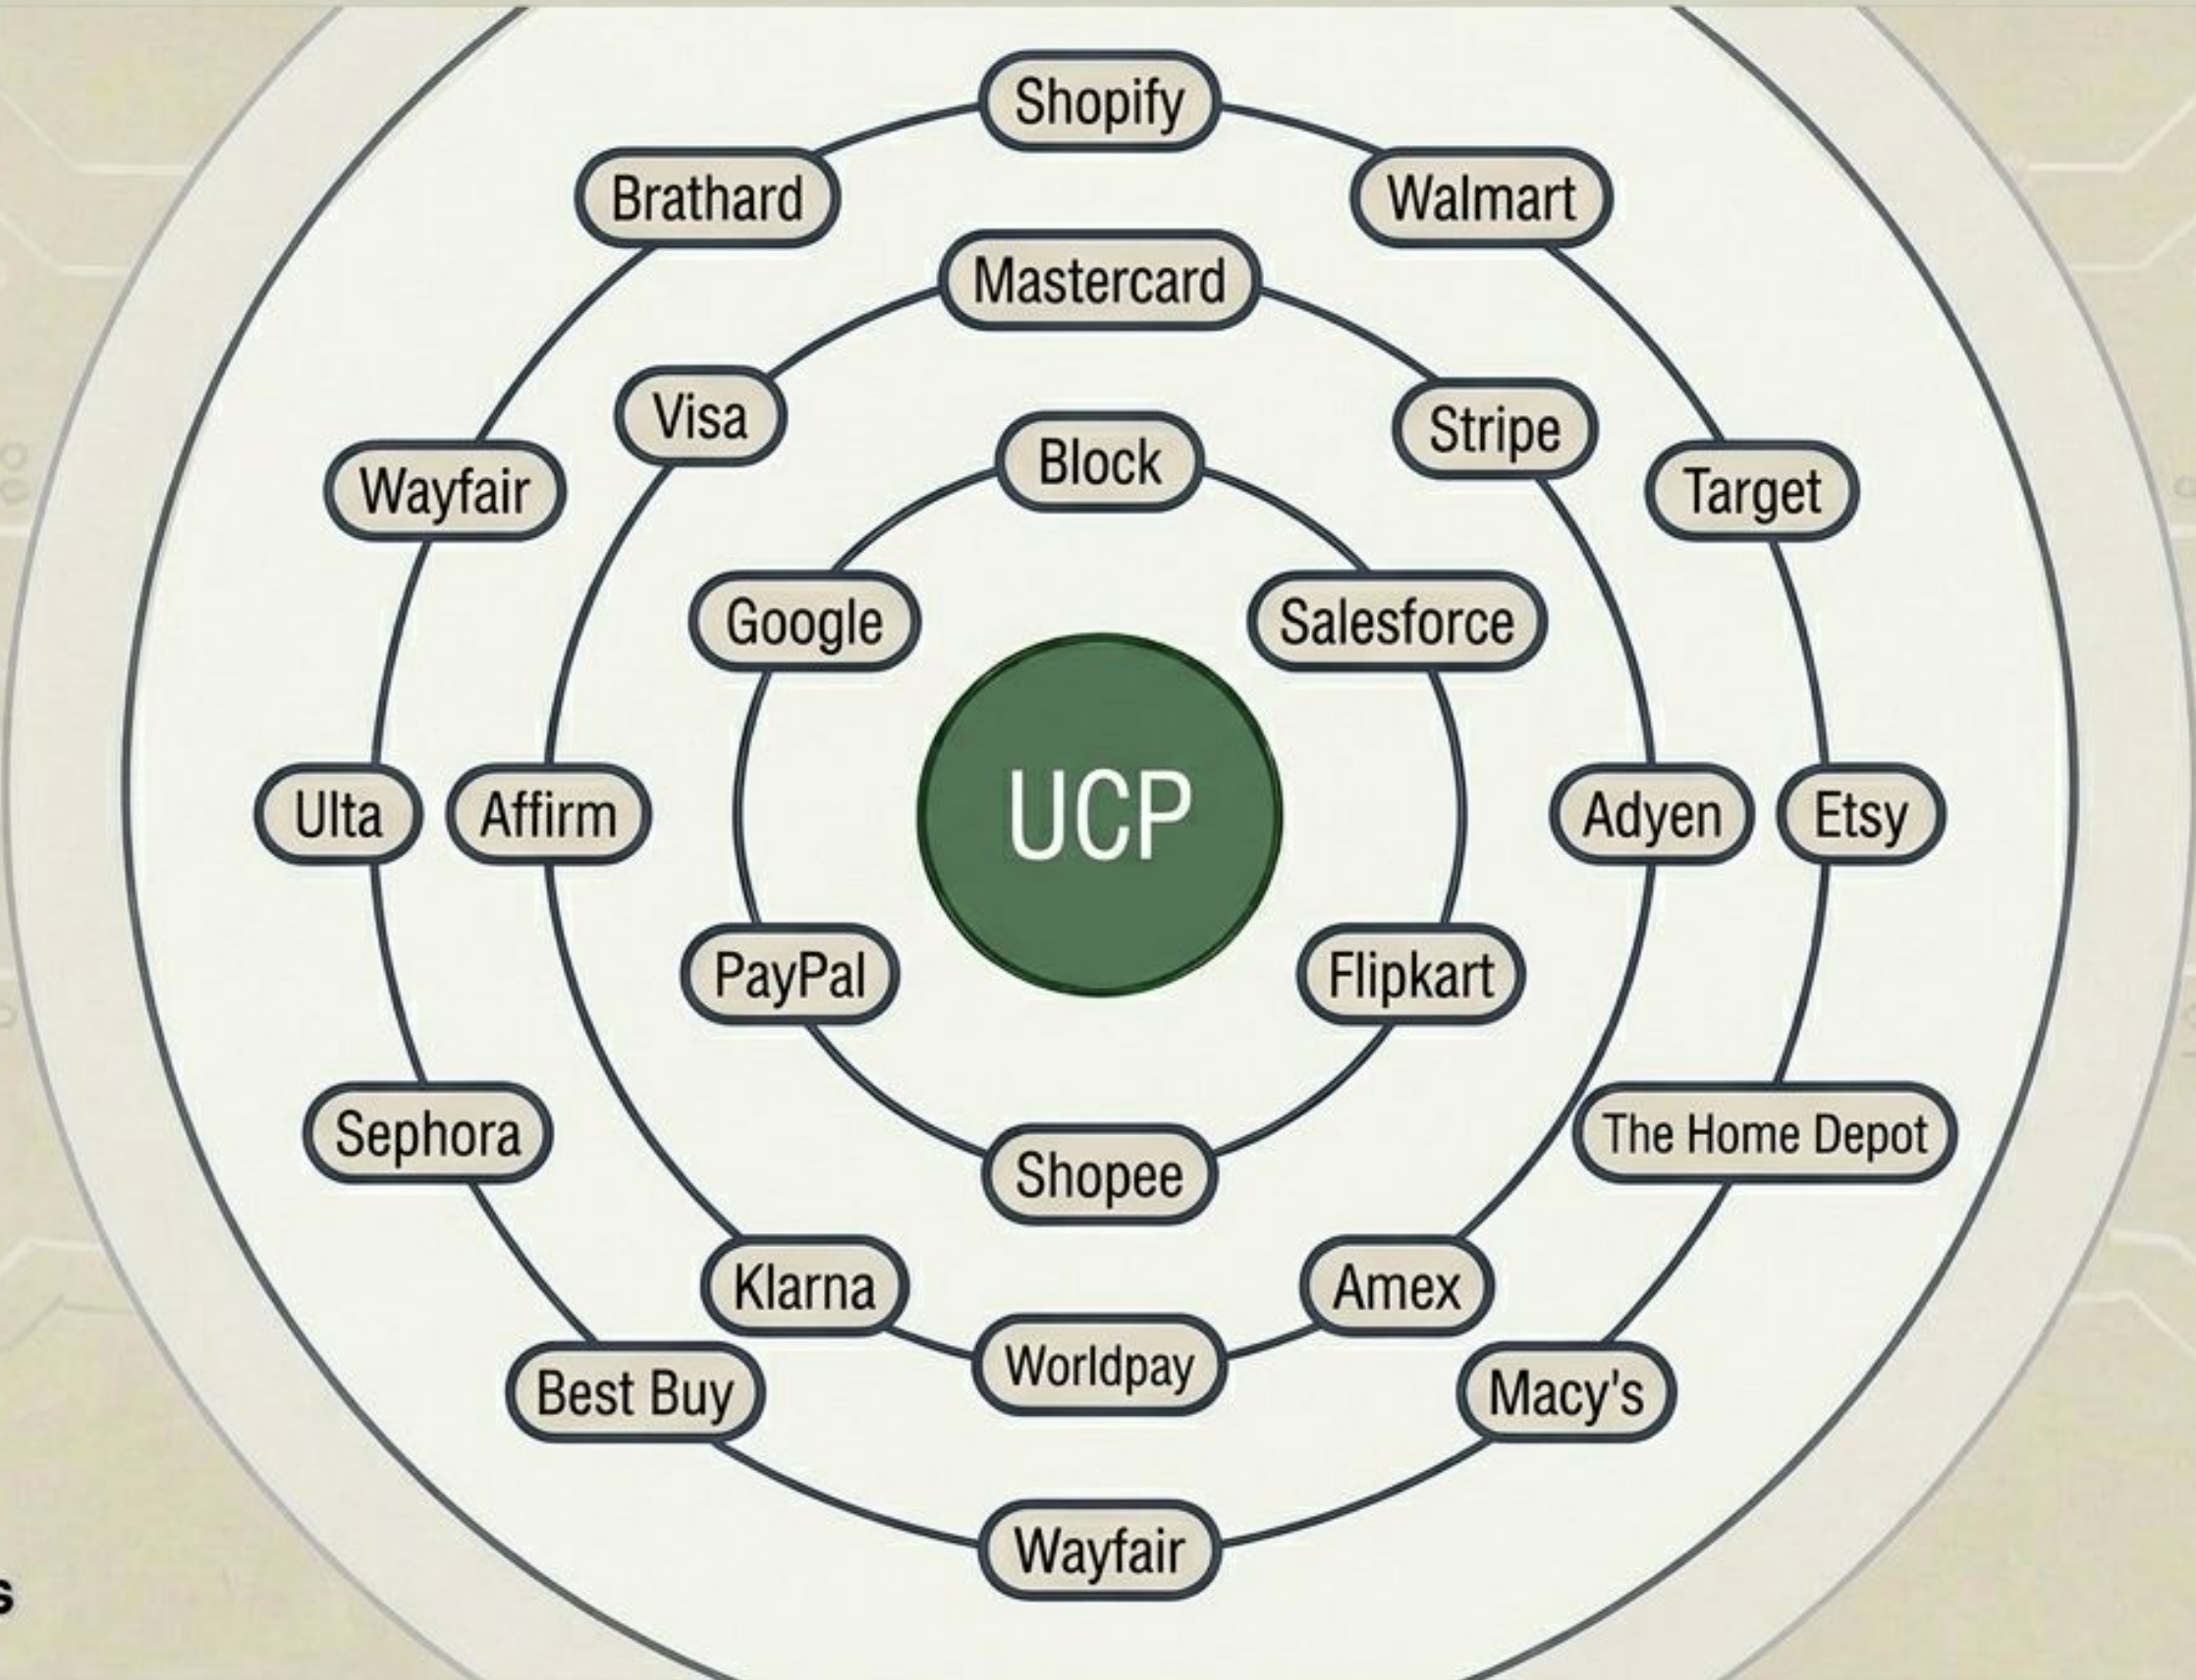 Shopify
Brathard
Walmart
Mastercard
Visa
Stripe
Block
Wayfair
Target
Google
Salesforce
UCP
Ulta
Affirm
Adyen
Etsy
PayPal
Flipkart
Sephora
The Home Depot
Shopee
Klarna
Amex
Worldpay
Best Buy
Macy's
Wayfair
s